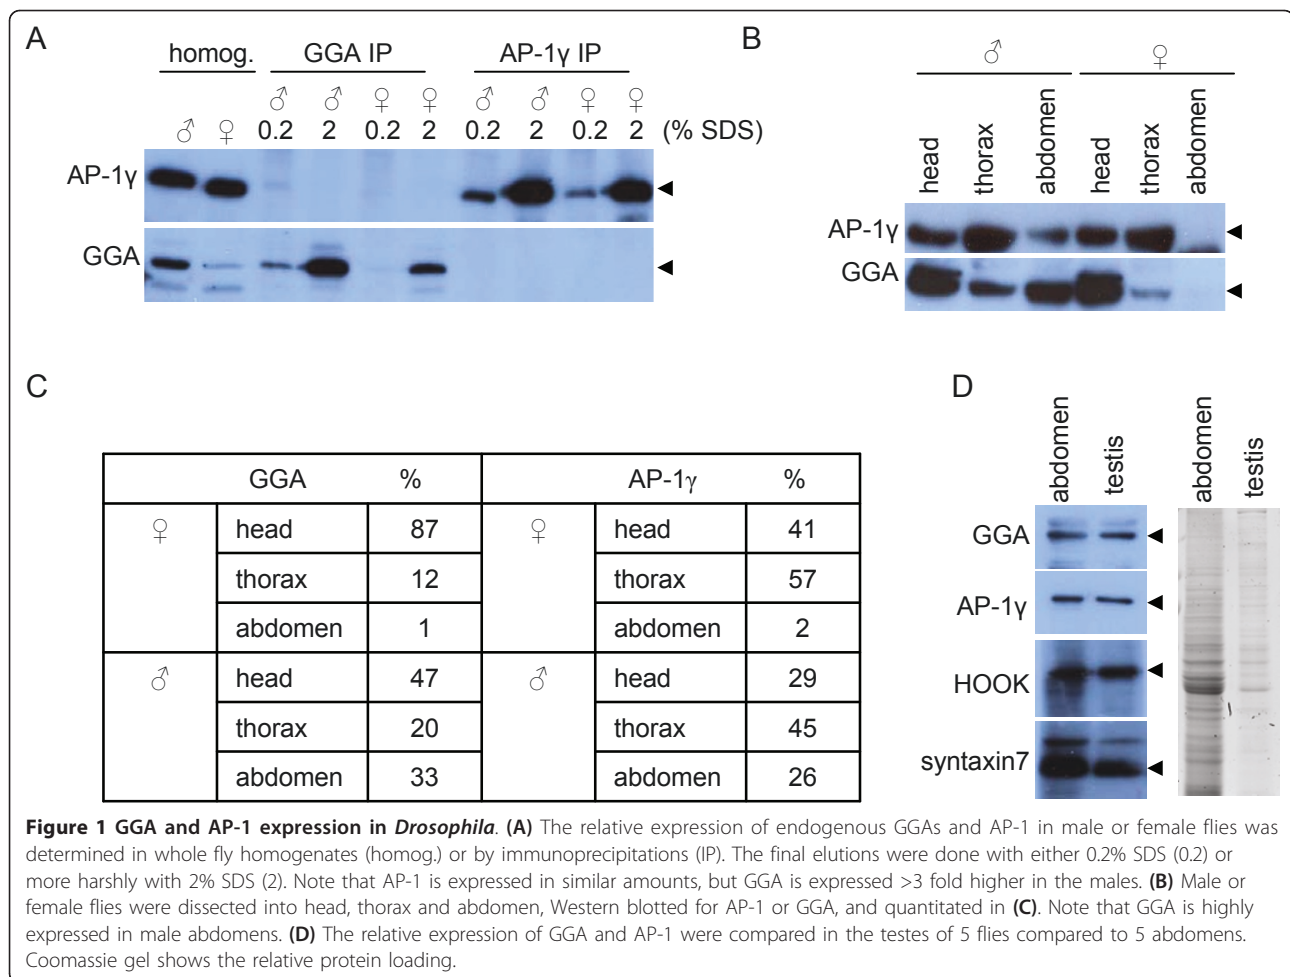 A
homog. GGA IP AP-1γ IP
♂ ♂ ♀ ♀ ♂ ♂ ♀ ♀
♂ ♀ 0.2 2 0.2 2 0.2 2 0.2 2 (% SDS)
AP-1γ
GGA
B
♂ ♀
head thorax abdomen head thorax abdomen
AP-1γ
GGA
C
GGA % AP-1γ %
♀ head 87 ♀ head 41
thorax 12 thorax 57
abdomen 1 abdomen 2
♂ head 47 ♂ head 29
thorax 20 thorax 45
abdomen 33 abdomen 26
D
abdomen testis abdomen testis
GGA
AP-1γ
HOOK
syntaxin7
Figure 1 GGA and AP-1 expression in Drosophila. (A) The relative expression of endogenous GGAs and AP-1 in male or female flies was
determined in whole fly homogenates (homog.) or by immunoprecipitations (IP). The final elutions were done with either 0.2% SDS (0.2) or
more harshly with 2% SDS (2). Note that AP-1 is expressed in similar amounts, but GGA is expressed >3 fold higher in the males. (B) Male or
female flies were dissected into head, thorax and abdomen, Western blotted for AP-1 or GGA, and quantitated in (C). Note that GGA is highly
expressed in male abdomens. (D) The relative expression of GGA and AP-1 were compared in the testes of 5 flies compared to 5 abdomens.
Coomassie gel shows the relative protein loading.